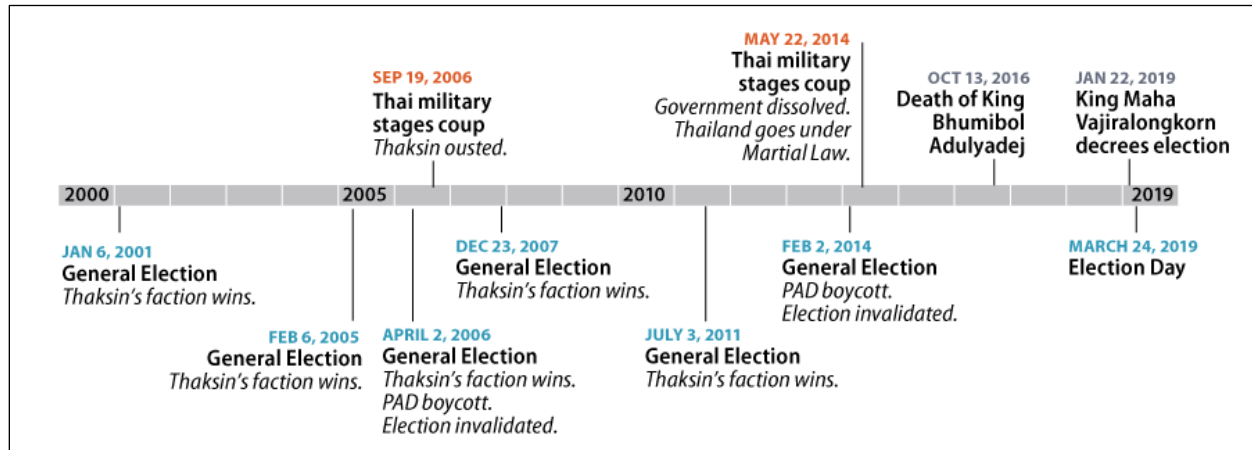 MAY 22, 2014
Thai military
stages coup
Government dissolved.
Thailand goes under
Martial Law.
SEP 19, 2006
Thai military
stages coup
Thaksin ousted.
OCT 13, 2016
Death of King
Bhumibol
Adulyadej
JAN 22, 2019
King Maha
Vajiralongkorn
decrees election
2000 2005 2010 2019
JAN 6, 2001
General Election
Thaksin's faction wins.
FEB 6, 2005
General Election
Thaksin's faction wins.
APRIL 2, 2006
General Election
Thaksin's faction wins.
PAD boycott.
Election invalidated.
DEC 23, 2007
General Election
Thaksin's faction wins.
JULY 3, 2011
General Election
Thaksin's faction wins.
FEB 2, 2014
General Election
PAD boycott.
Election invalidated.
MARCH 24, 2019
Election Day